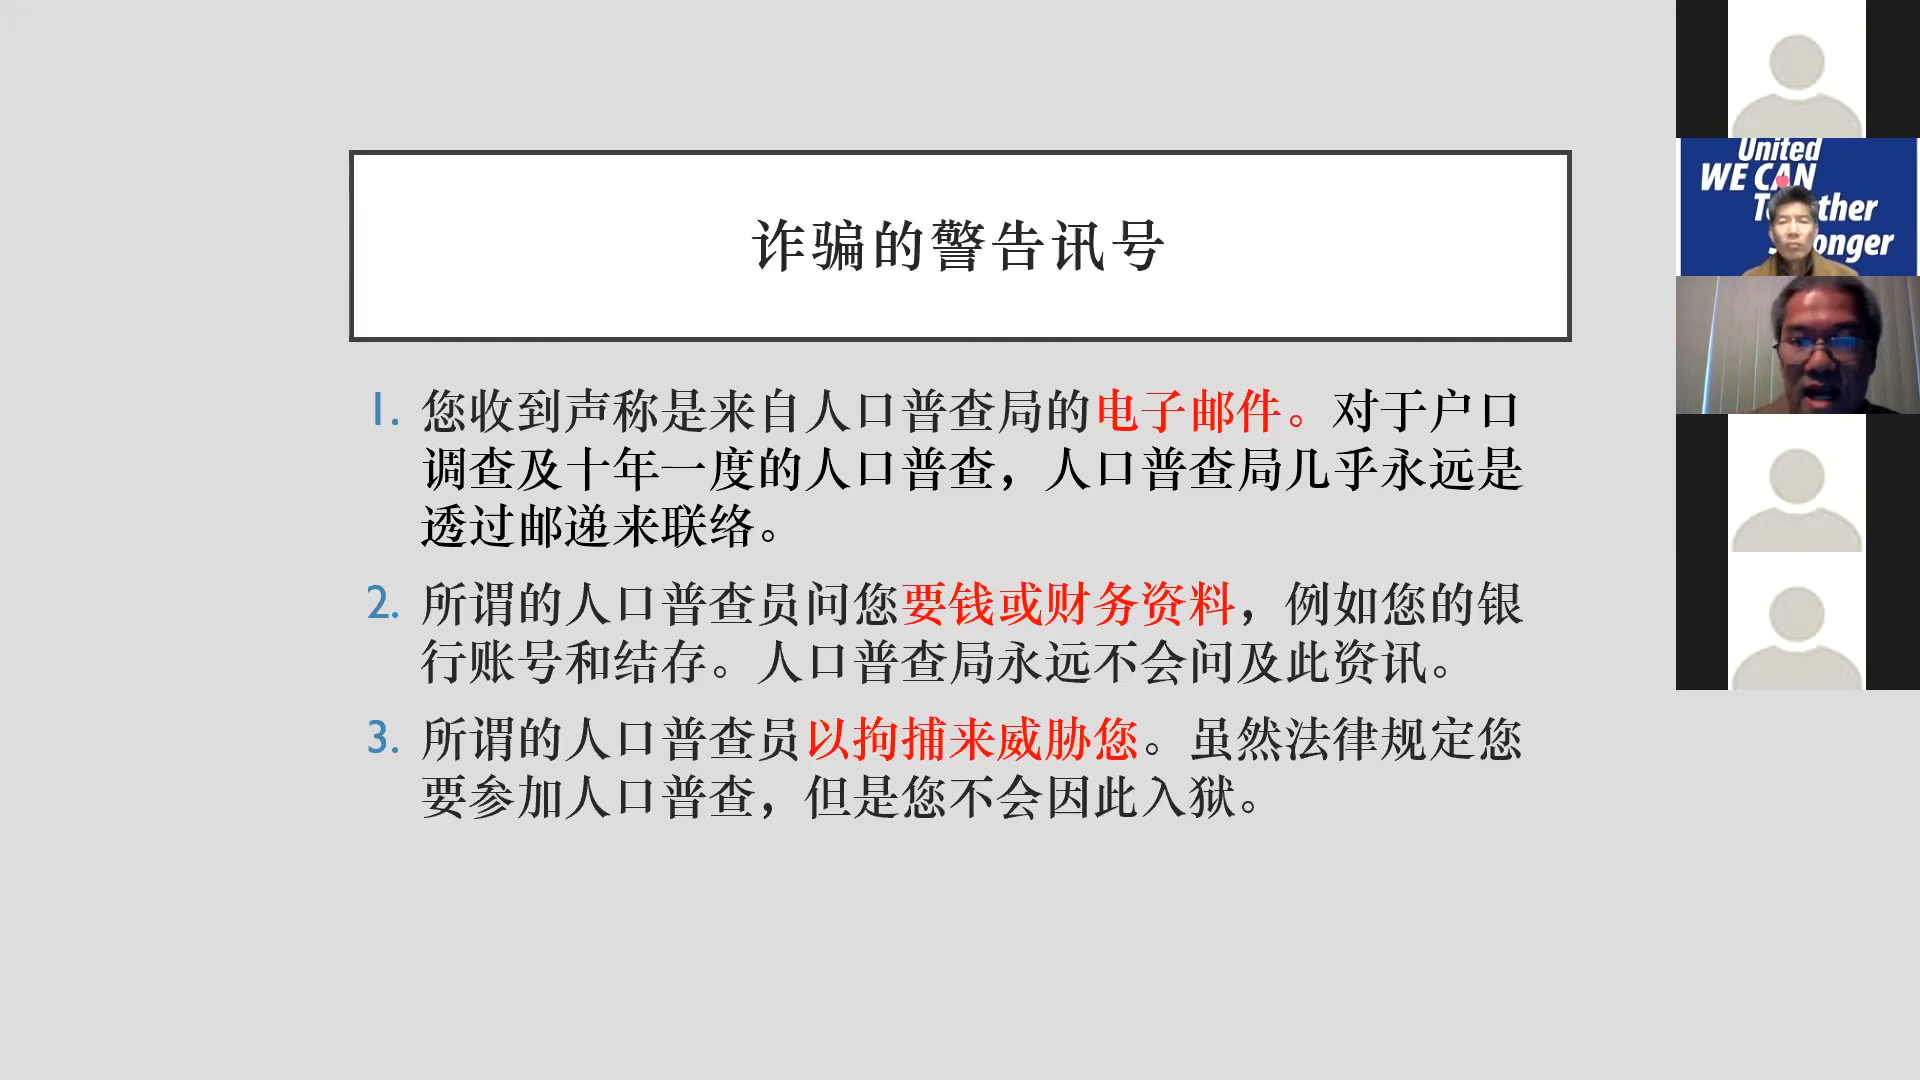 诈骗的警告讯号
1. 您收到声称是来自人口普查局的电子邮件。对于户口
调查及十年一度的人口普查，人口普查局几乎永远是
透过邮递来联络。
2. 所谓的人口普查员问您要钱或财务资料，例如您的银
行账号和结存。人口普查局永远不会问及此资讯。
3. 所谓的人口普查员以拘捕来威胁您。虽然法律规定您
要参加人口普查，但是您不会因此入狱。
United
WE CAN